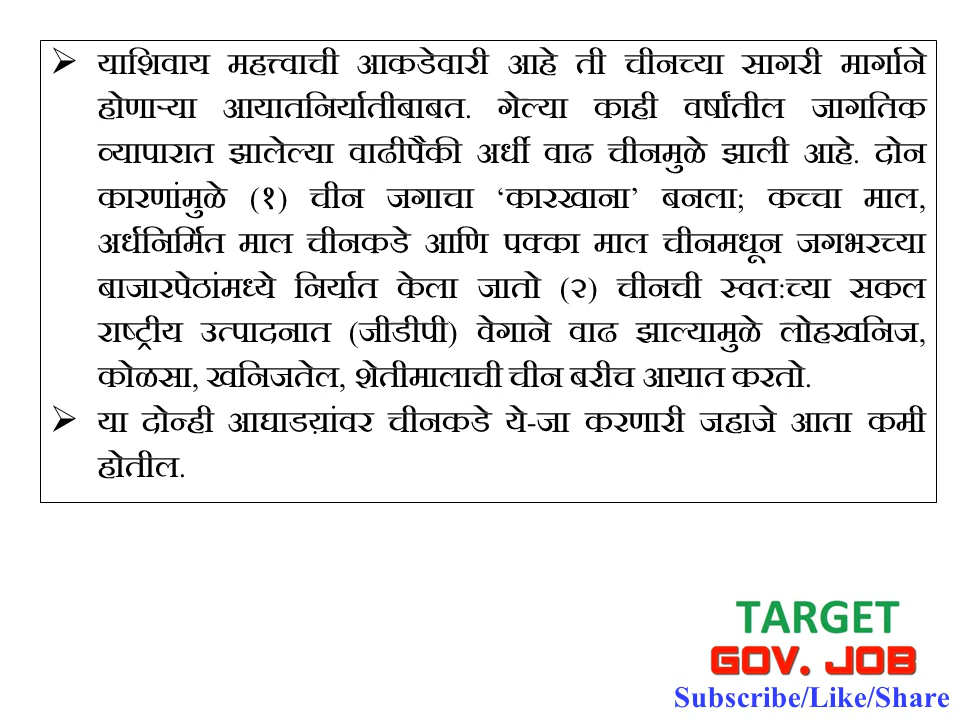 ➢ याशिवाय महत्त्वाची आकडेवारी आहे ती चीनच्या सागरी मार्गाने
होणाऱ्या आयातनिर्यातीबाबत. गेल्या काही वर्षांतील जागतिक
व्यापारात झालेल्या वाढीपैकी अर्धी वाढ चीनमुळे झाली आहे. दोन
कारणांमुळे (१) चीन जगाचा ‘कारखाना’ बनला; कच्चा माल,
अर्धनिर्मित माल चीनकडे आणि पक्का माल चीनमधून जगभरच्या
बाजारपेठांमध्ये निर्यात केला जातो (२) चीनची स्वत:च्या सकल
राष्ट्रीय उत्पादनात (जीडीपी) वेगाने वाढ झाल्यामुळे लोहखनिज,
कोळसा, खनिजतेल, शेतीमालाची चीन बरीच आयात करतो.
➢ या दोन्ही आघाडय़ांवर चीनकडे ये-जा करणारी जहाजे आता कमी
होतील.
TARGET
GOV. JOB
Subscribe/Like/Share